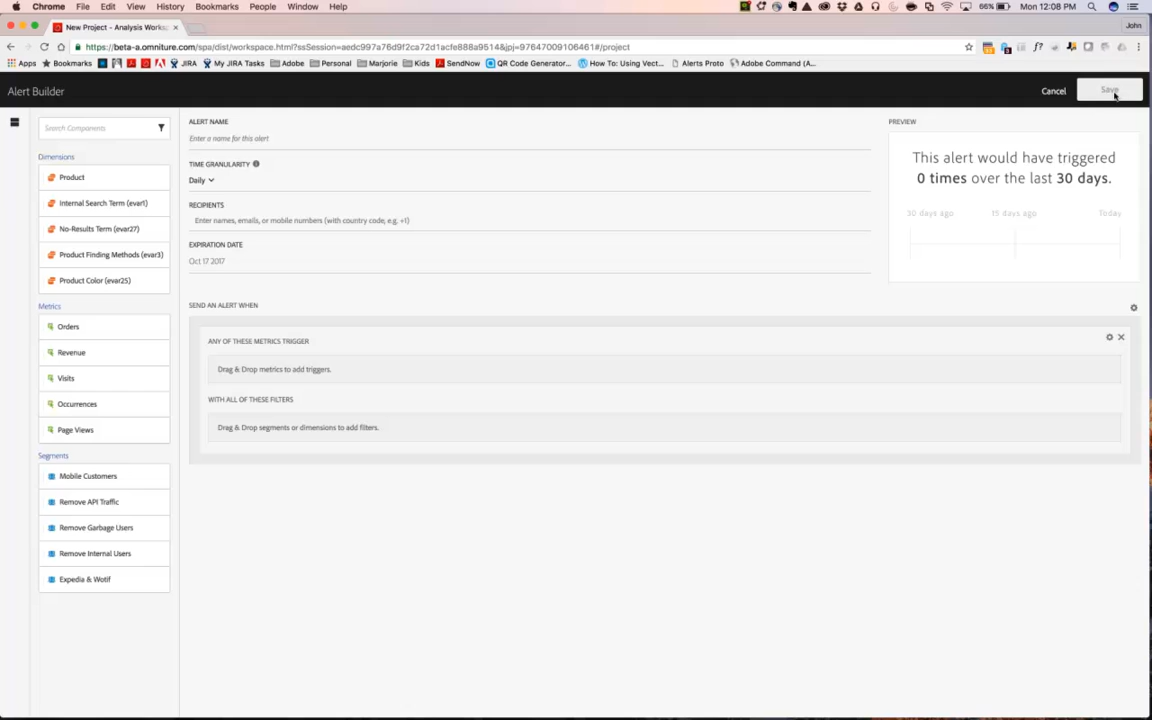 Chrome File Edit View History Bookmarks People Window Help
66% Mon 12:08 PM
New Project - Analysis Works
John
https://beta-a.omniture.com/spa/dist/workspace.html?ssSession=aedc997a76d9f2ca72d1acfe888a9514&jpj=97647009106461#/project
Apps Bookmarks JIRA My JIRA Tasks Adobe Personal Marjorie Kids SendNow QR Code Generator... How To: Using Vect... Alerts Proto Adobe Command (A...
Alert Builder
Cancel
Save
Search Components
Dimensions
Product
Internal Search Term (evar1)
No-Results Term (evar27)
Product Finding Methods (evar3)
Product Color (evar25)
Metrics
Orders
Revenue
Visits
Occurrences
Page Views
Segments
Mobile Customers
Remove API Traffic
Remove Garbage Users
Remove Internal Users
Expedia & Wotif
ALERT NAME
Enter a name for this alert
TIME GRANULARITY
Daily
RECIPIENTS
Enter names, emails, or mobile numbers (with country code, e.g. +1)
EXPIRATION DATE
Oct 17 2017
SEND AN ALERT WHEN
ANY OF THESE METRICS TRIGGER
Drag & Drop metrics to add triggers.
WITH ALL OF THESE FILTERS
Drag & Drop segments or dimensions to add filters.
PREVIEW
This alert would have triggered
0 times over the last 30 days.
30 days ago 15 days ago Today